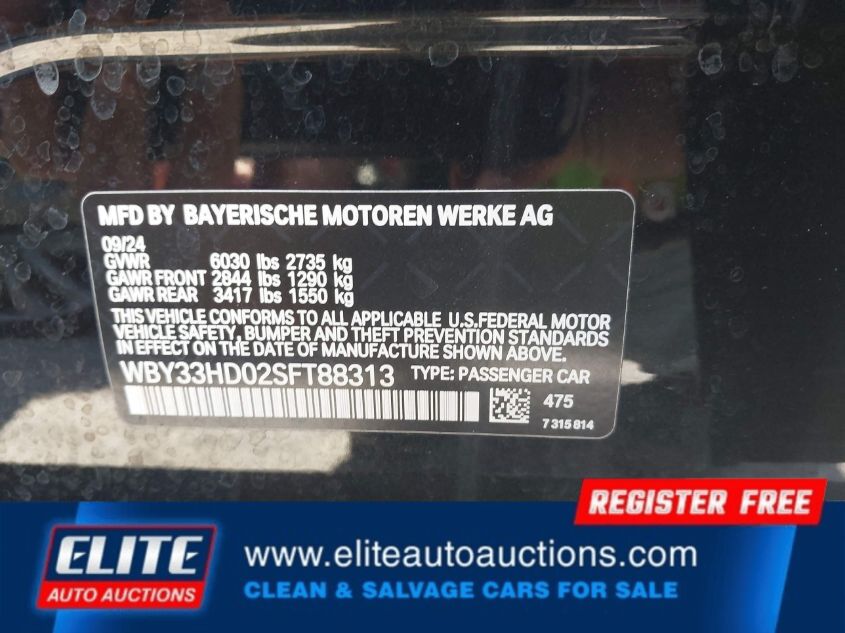 MFD BY BAYERISCHE MOTOREN WERKE AG
09/24
GVWR 6030 lbs 2735 kg
GAWR FRONT 2844 lbs 1290 kg
GAWR REAR 3417 lbs 1550 kg
THIS VEHICLE CONFORMS TO ALL APPLICABLE U.S.FEDERAL MOTOR
VEHICLE SAFETY, BUMPER AND THEFT PREVENTION STANDARDS
IN EFFECT ON THE DATE OF MANUFACTURE SHOWN ABOVE.
WBY33HD02SFT88313 TYPE: PASSENGER CAR
475
7 315 814
REGISTER FREE
ELITE
AUTO AUCTIONS
www.eliteautoauctions.com
CLEAN & SALVAGE CARS FOR SALE